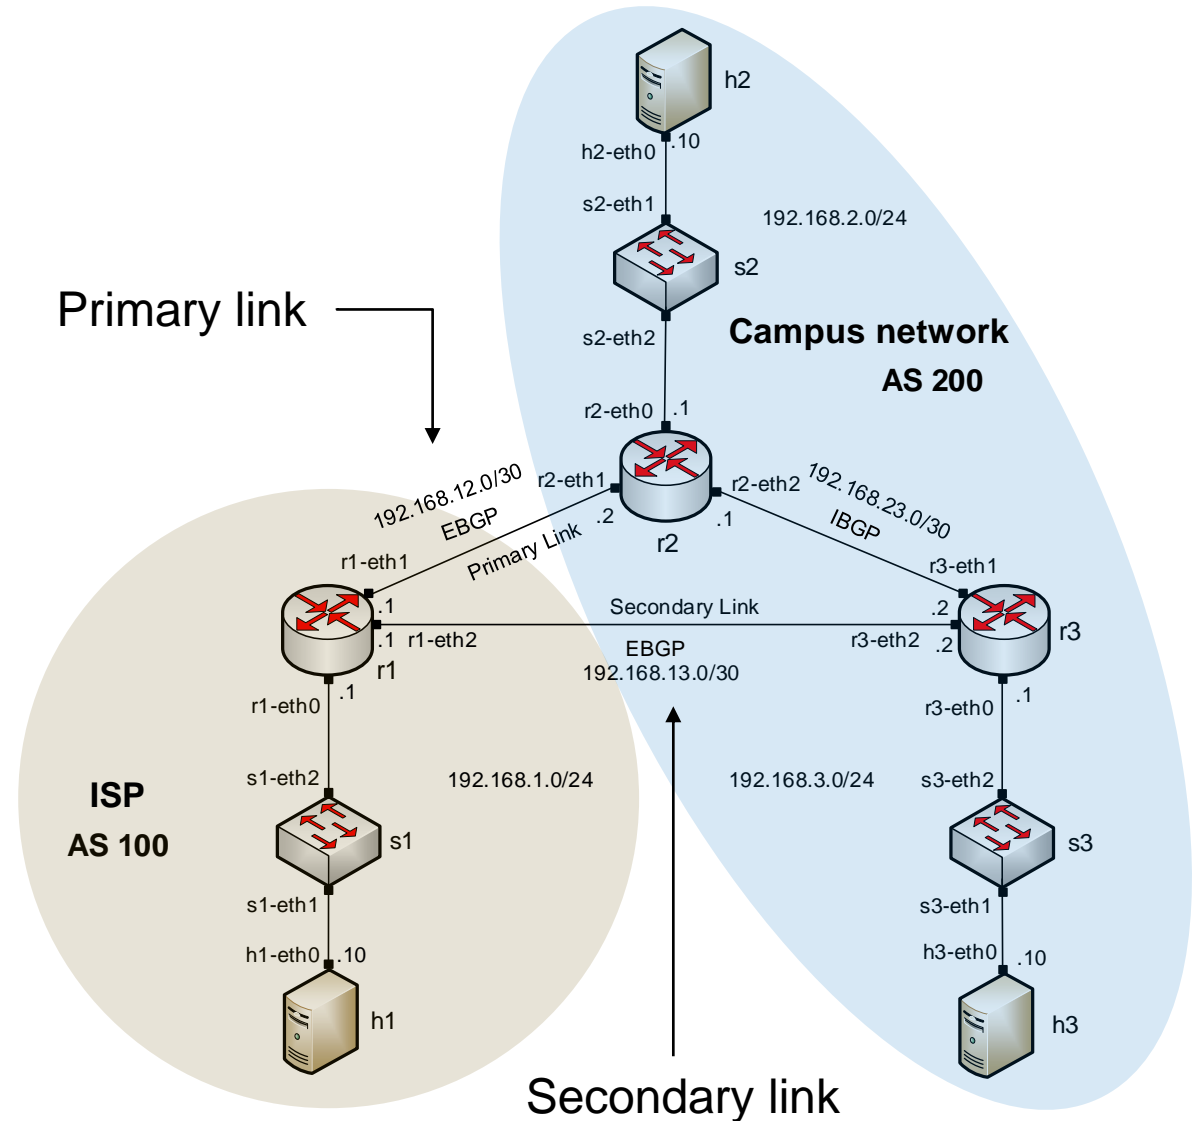 h2
.10
h2-eth0
s2-eth1
192.168.2.0/24
s2
Primary link
s2-eth2
Campus network
AS 200
r2-eth0
.1
192.168.12.0/30
EBGP
Primary Link
r2-eth1
.2
r2-eth2
.1
r2
192.168.23.0/30
IBGP
r1-eth1
.1
r3-eth1
.2
Secondary Link
.1
r1-eth2
r3-eth2
.2
r3
EBGP
192.168.13.0/30
r1
.1
r1-eth0
r3-eth0
.1
s1-eth2
192.168.1.0/24
192.168.3.0/24
s3-eth2
ISP
AS 100
s1
s3
s1-eth1
s3-eth1
h1-eth0
.10
h3-eth0
.10
h1
h3
Secondary link